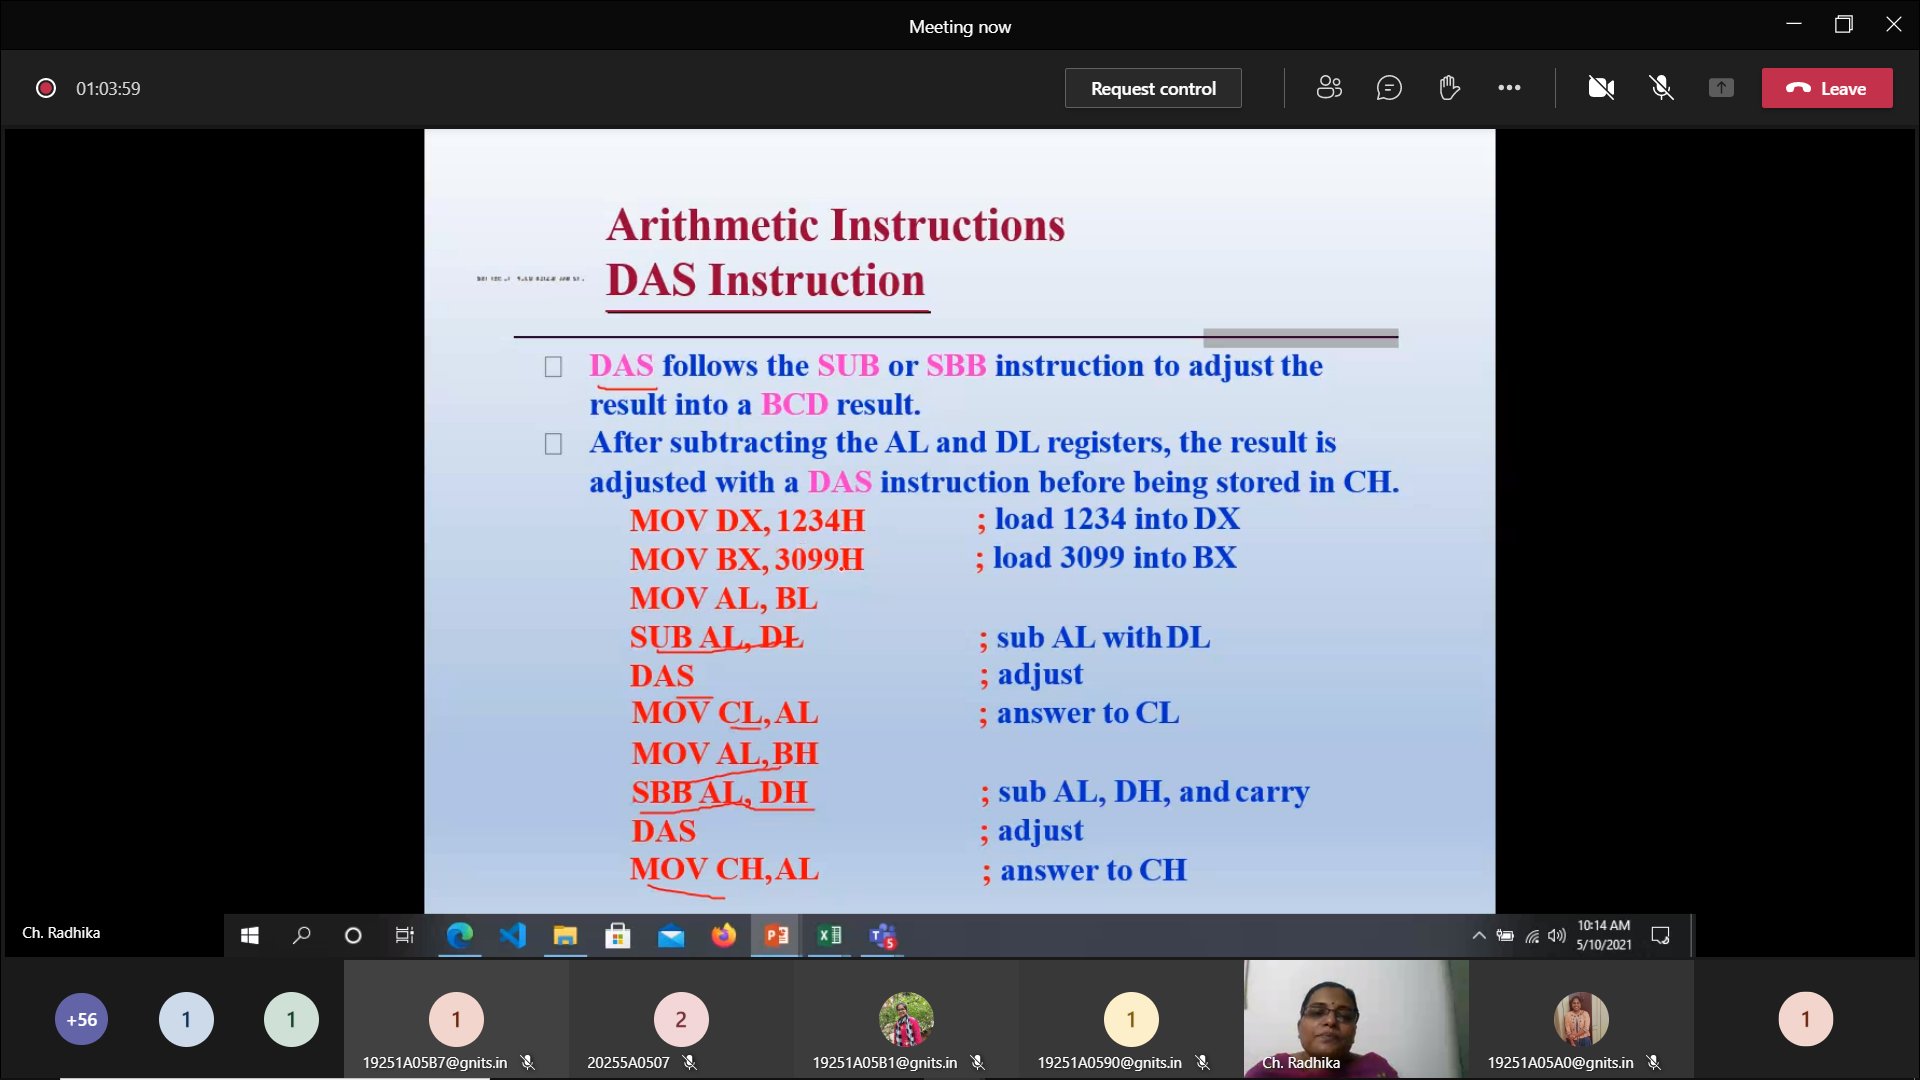 Meeting now
01:03:59
Request control
Leave
Arithmetic Instructions
DAS Instruction
DAS follows the SUB or SBB instruction to adjust the
result into a BCD result.
After subtracting the AL and DL registers, the result is
adjusted with a DAS instruction before being stored in CH.
MOV DX, 1234H ; load 1234 into DX
MOV BX, 3099H ; load 3099 into BX
MOV AL, BL
SUB AL, DL ; sub AL with DL
DAS ; adjust
MOV CL, AL ; answer to CL
MOV AL, BH
SBB AL, DH ; sub AL, DH, and carry
DAS ; adjust
MOV CH, AL ; answer to CH
Ch. Radhika
5
10:14 AM
5/10/2021
+56
1
1
1
2
1
1
19251A05B7@gnits.in
20255A0507
19251A05B1@gnits.in
19251A0590@gnits.in
Ch. Radhika
19251A05A0@gnits.in